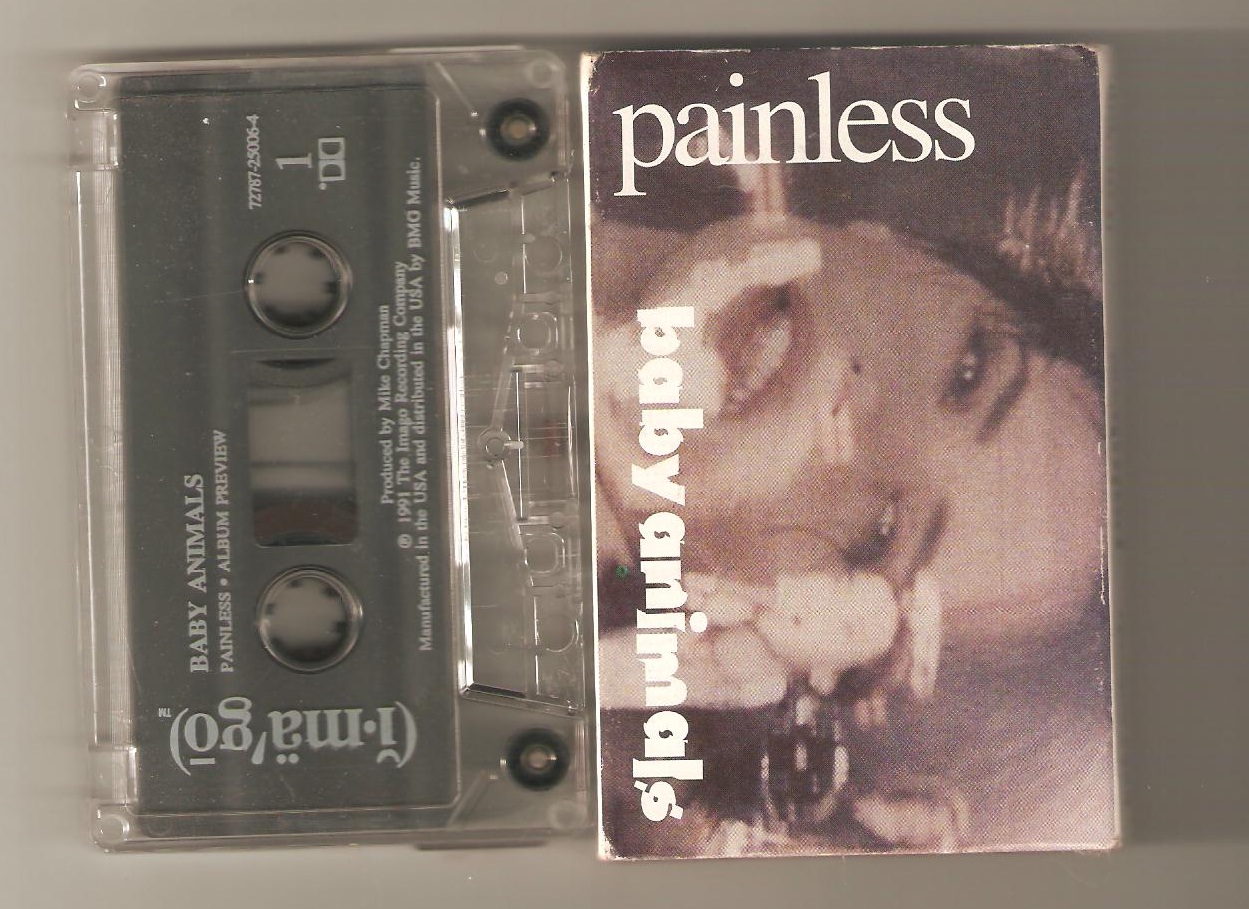 72787-25006-4
1
BABY ANIMALS
PAINLESS • ALBUM PREVIEW
Produced by Mike Chapman
℗ 1991 The Imago Recording Company
Manufactured in the USA and distributed in the USA by BMG Music.
(i·mä′gō)™
painless
baby animals